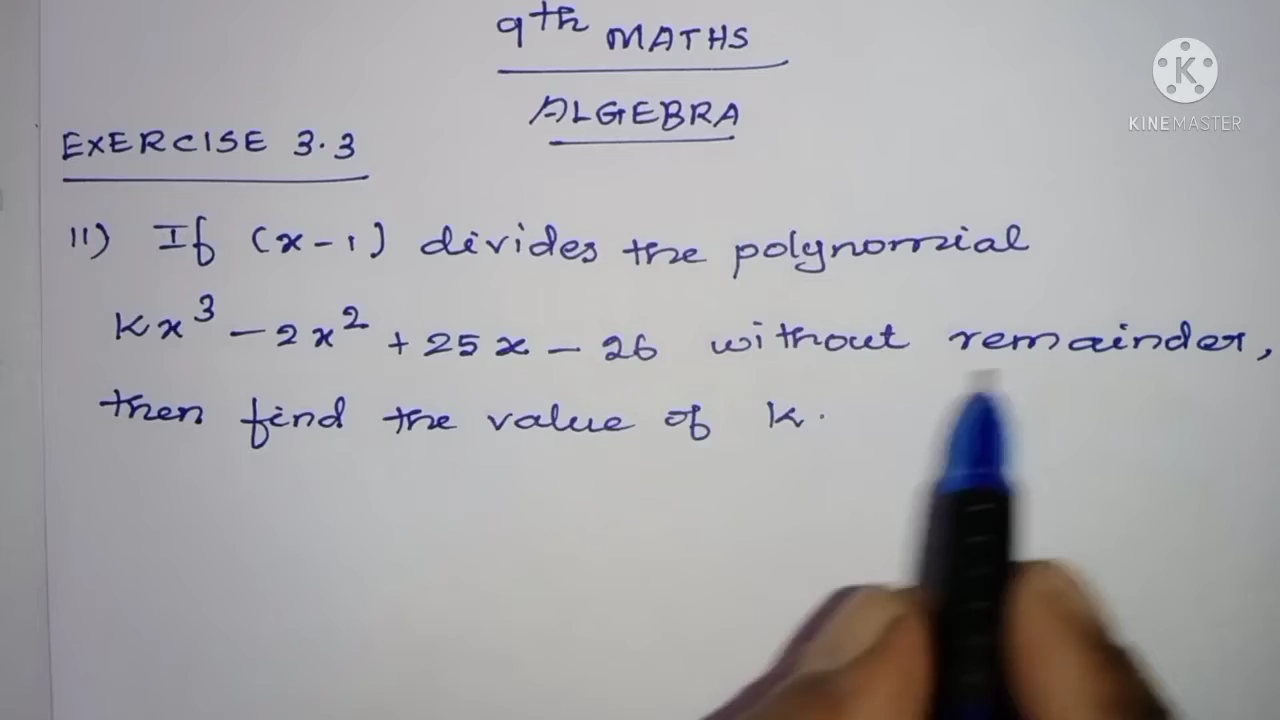 9th MATHS
ALGEBRA
EXERCISE 3.3
11) If (x-1) divides the polynomial
Kx³ - 2x² + 25x - 26 without remainder,
then find the value of K.
K
KINEMASTER